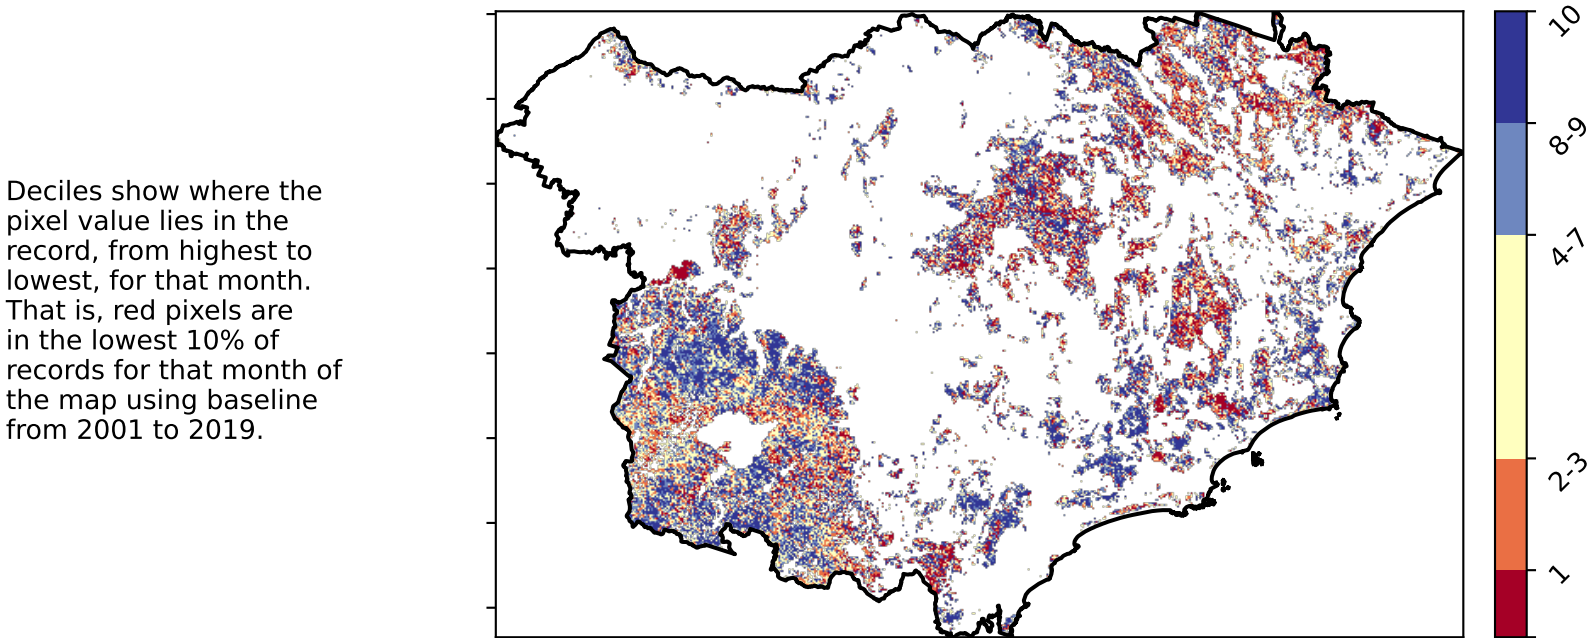 Deciles show where the
pixel value lies in the
record, from highest to
lowest, for that month.
That is, red pixels are
in the lowest 10% of
records for that month of
the map using baseline
from 2001 to 2019.
10
8-9
4-7
2-3
1